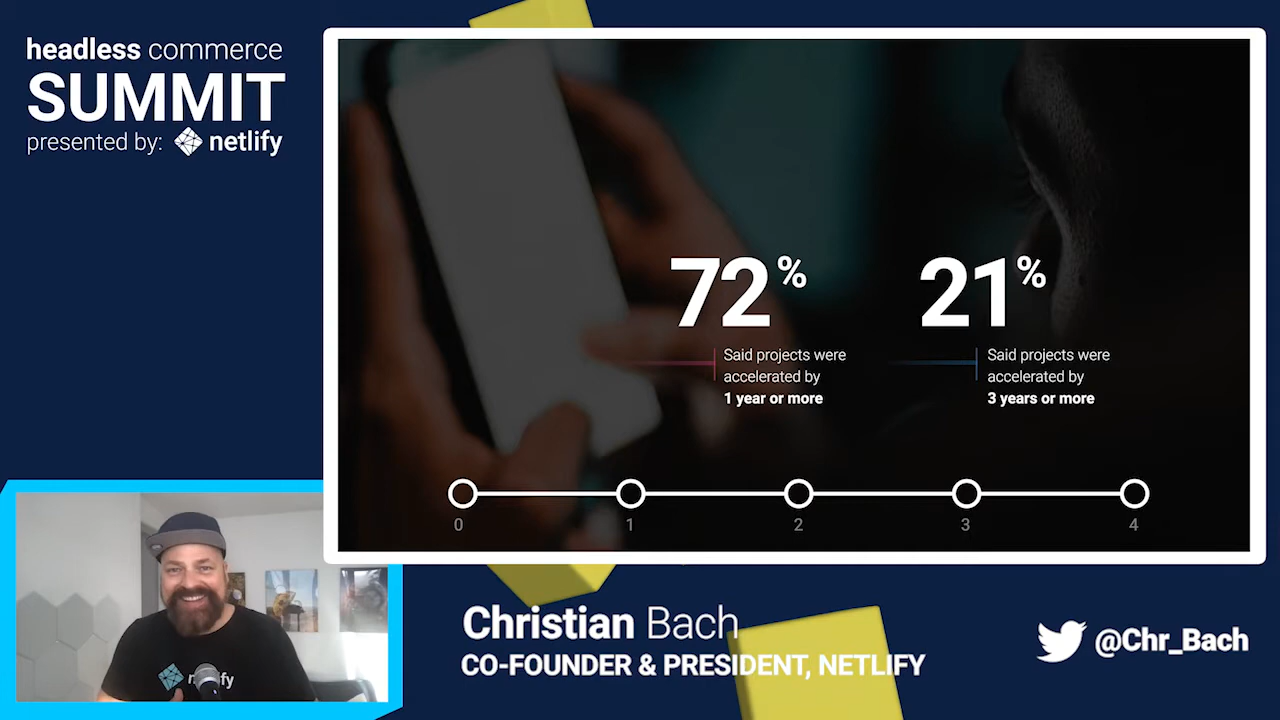 headless commerce
SUMMIT
presented by: netlify
72%
21%
Said projects were
accelerated by
1 year or more
Said projects were
accelerated by
3 years or more
0 1 2 3 4
Christian Bach
CO-FOUNDER & PRESIDENT, NETLIFY
@Chr_Bach